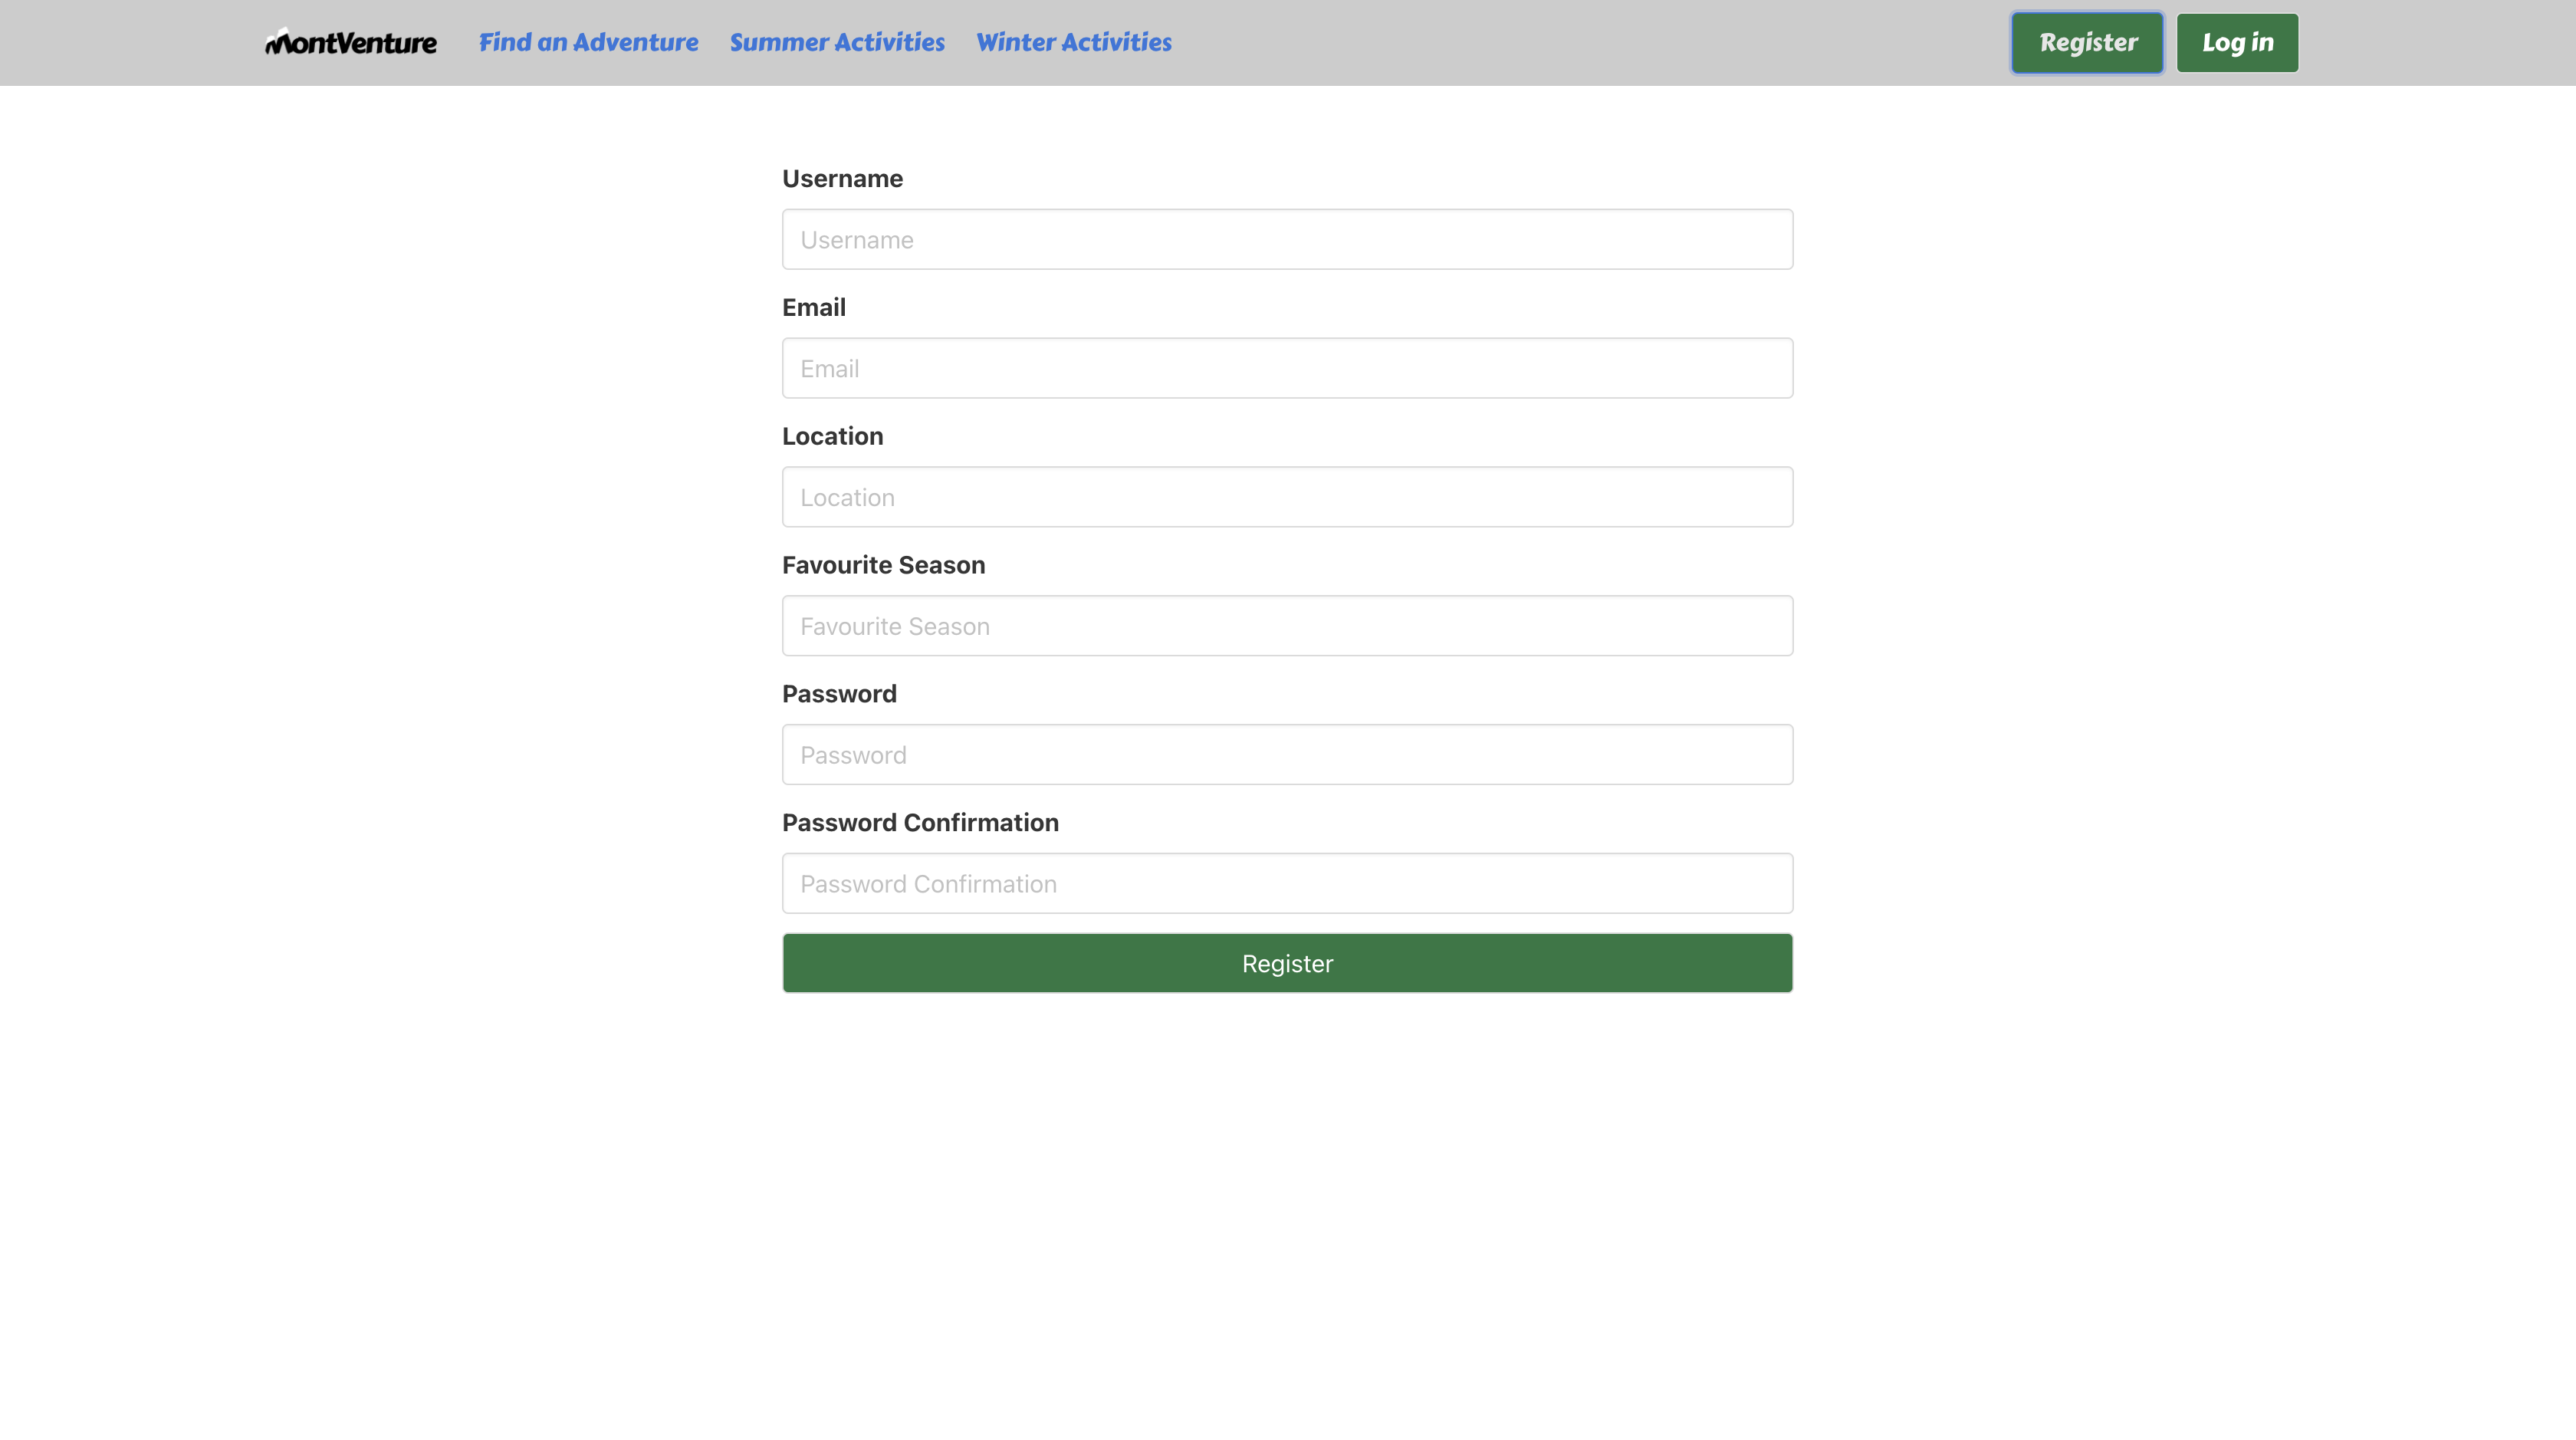 MontVenture Find an Adventure Summer Activities Winter Activities Register Log in
Username
Username
Email
Email
Location
Location
Favourite Season
Favourite Season
Password
Password
Password Confirmation
Password Confirmation
Register